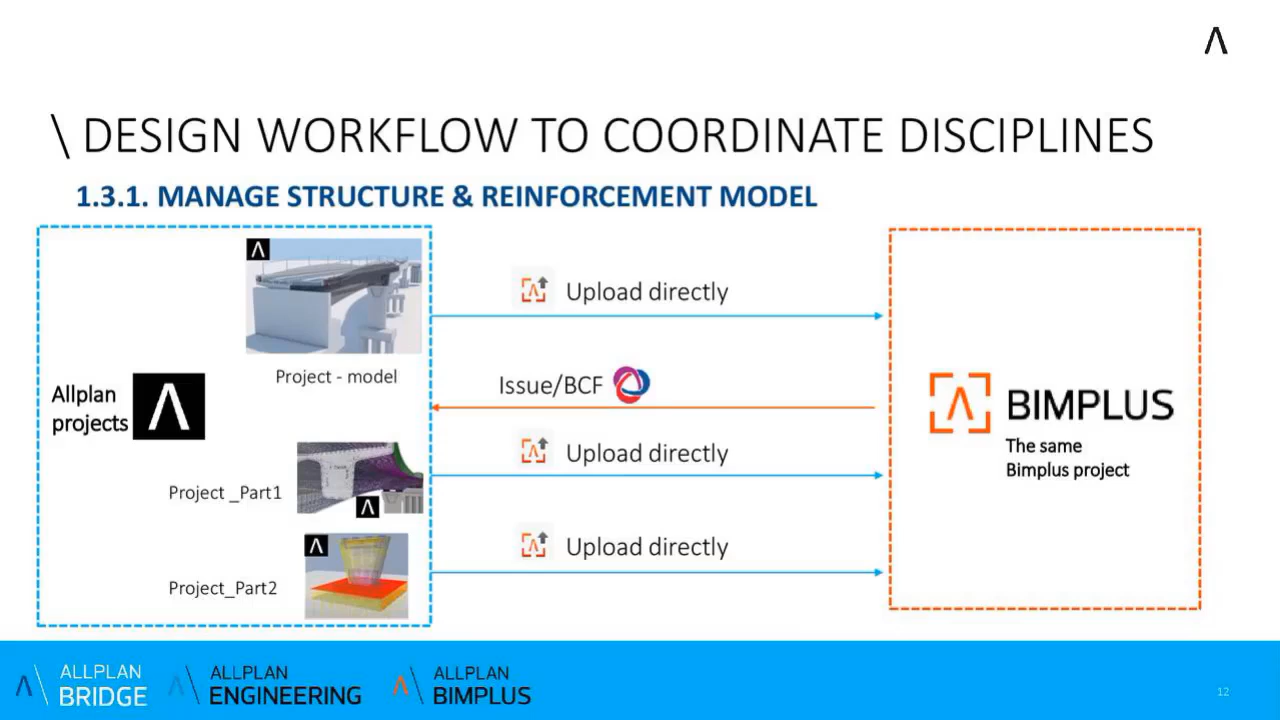 \ DESIGN WORKFLOW TO COORDINATE DISCIPLINES
1.3.1. MANAGE STRUCTURE & REINFORCEMENT MODEL
Allplan
projects
Project - model
Project _Part1
Project_Part2
Upload directly
Issue/BCF
Upload directly
Upload directly
BIMPLUS
The same
Bimplus project
ALLPLAN
BRIDGE
ALLPLAN
ENGINEERING
ALLPLAN
BIMPLUS
12